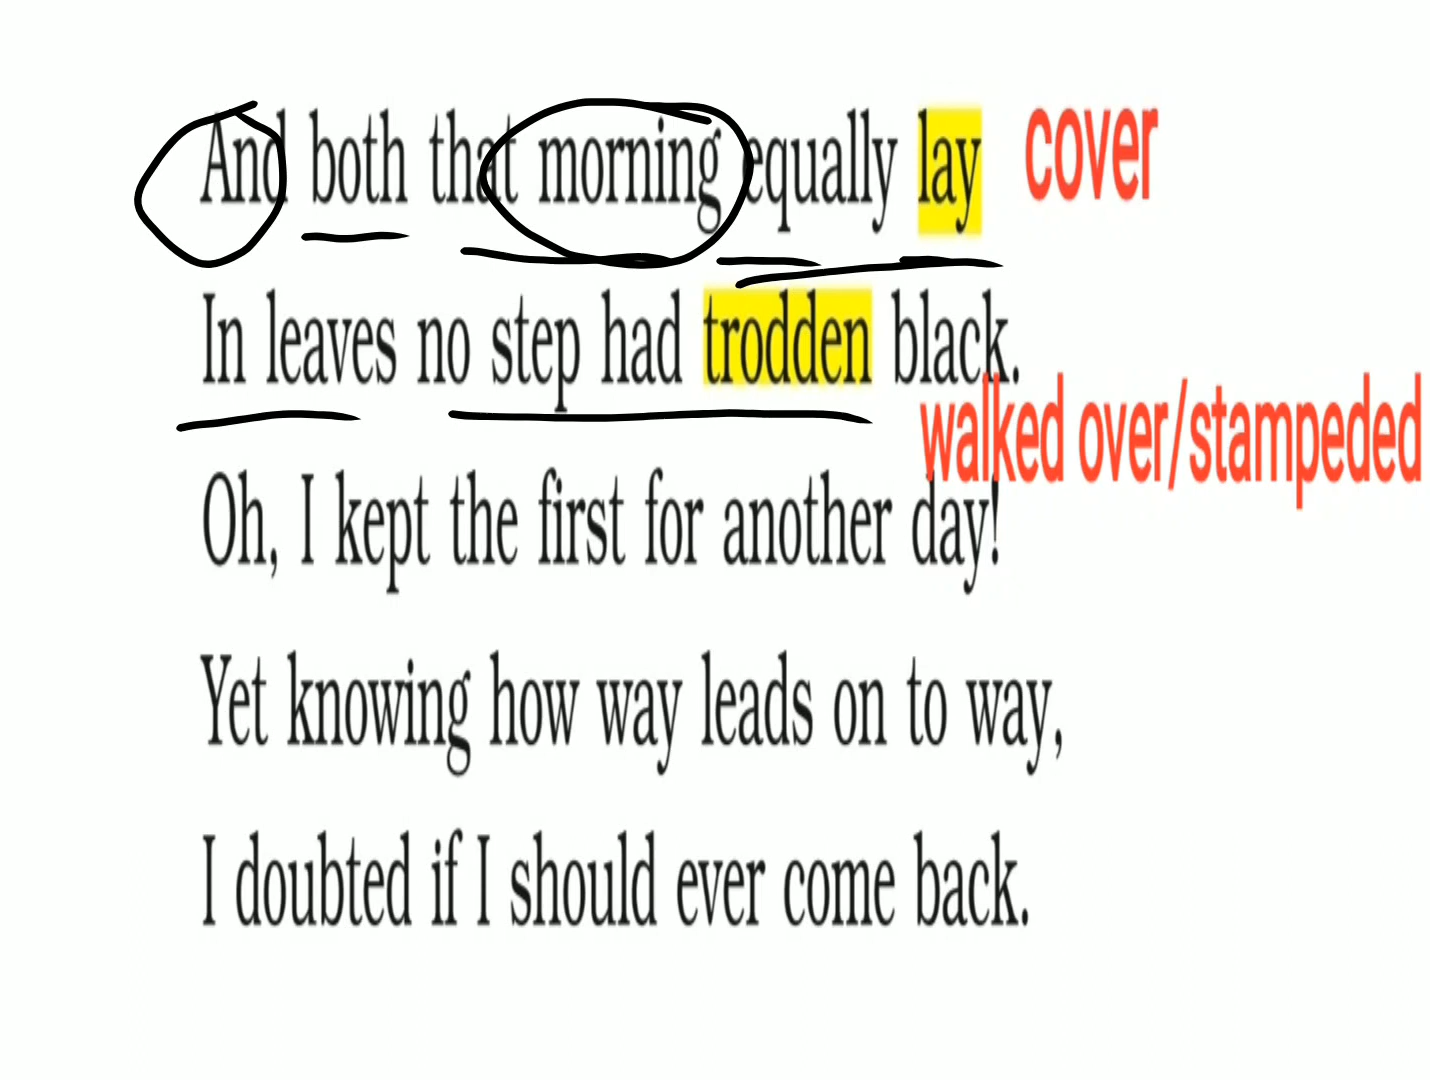 And both that morning equally lay cover
In leaves no step had trodden black.
walked over/stampeded
Oh, I kept the first for another day!
Yet knowing how way leads on to way,
I doubted if I should ever come back.